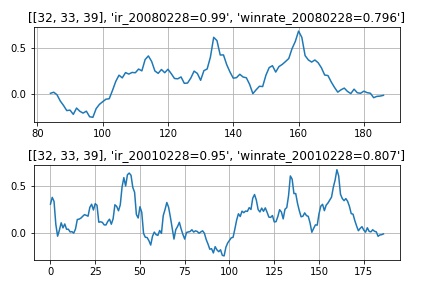 [[32, 33, 39], 'ir_20080228=0.99', 'winrate_20080228=0.796']
0.5
0.0
80 100 120 140 160 180
[[32, 33, 39], 'ir_20010228=0.95', 'winrate_20010228=0.807']
0.5
0.0
0 25 50 75 100 125 150 175